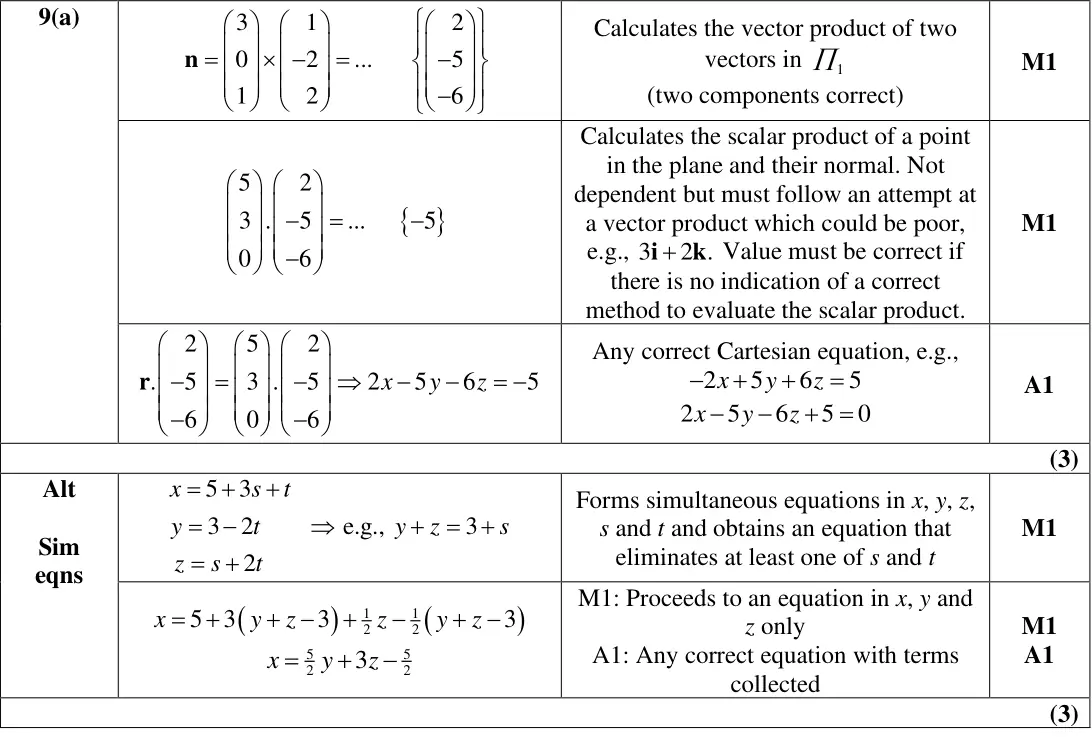 9(a)
n = (3 0 1) × (1 −2 2) = ... {(2 −5 −6)}
Calculates the vector product of two
vectors in Π₁
(two components correct)
M1
(5 3 0) . (2 −5 −6) = ... {−5}
Calculates the scalar product of a point
in the plane and their normal. Not
dependent but must follow an attempt at
a vector product which could be poor,
e.g., 3i + 2k. Value must be correct if
there is no indication of a correct
method to evaluate the scalar product.
M1
r. (2 −5 −6) = (5 3 0) . (2 −5 −6) ⇒ 2x − 5y − 6z = −5
Any correct Cartesian equation, e.g.,
−2x + 5y + 6z = 5
2x − 5y − 6z + 5 = 0
A1
(3)
Alt
Sim
eqns
x = 5 + 3s + t
y = 3 − 2t ⇒ e.g., y + z = 3 + s
z = s + 2t
Forms simultaneous equations in x, y, z,
s and t and obtains an equation that
eliminates at least one of s and t
M1
x = 5 + 3(y + z − 3) + ½z − ½(y + z − 3)
x = 5/2 y + 3z − 5/2
M1: Proceeds to an equation in x, y and
z only
A1: Any correct equation with terms
collected
M1
A1
(3)